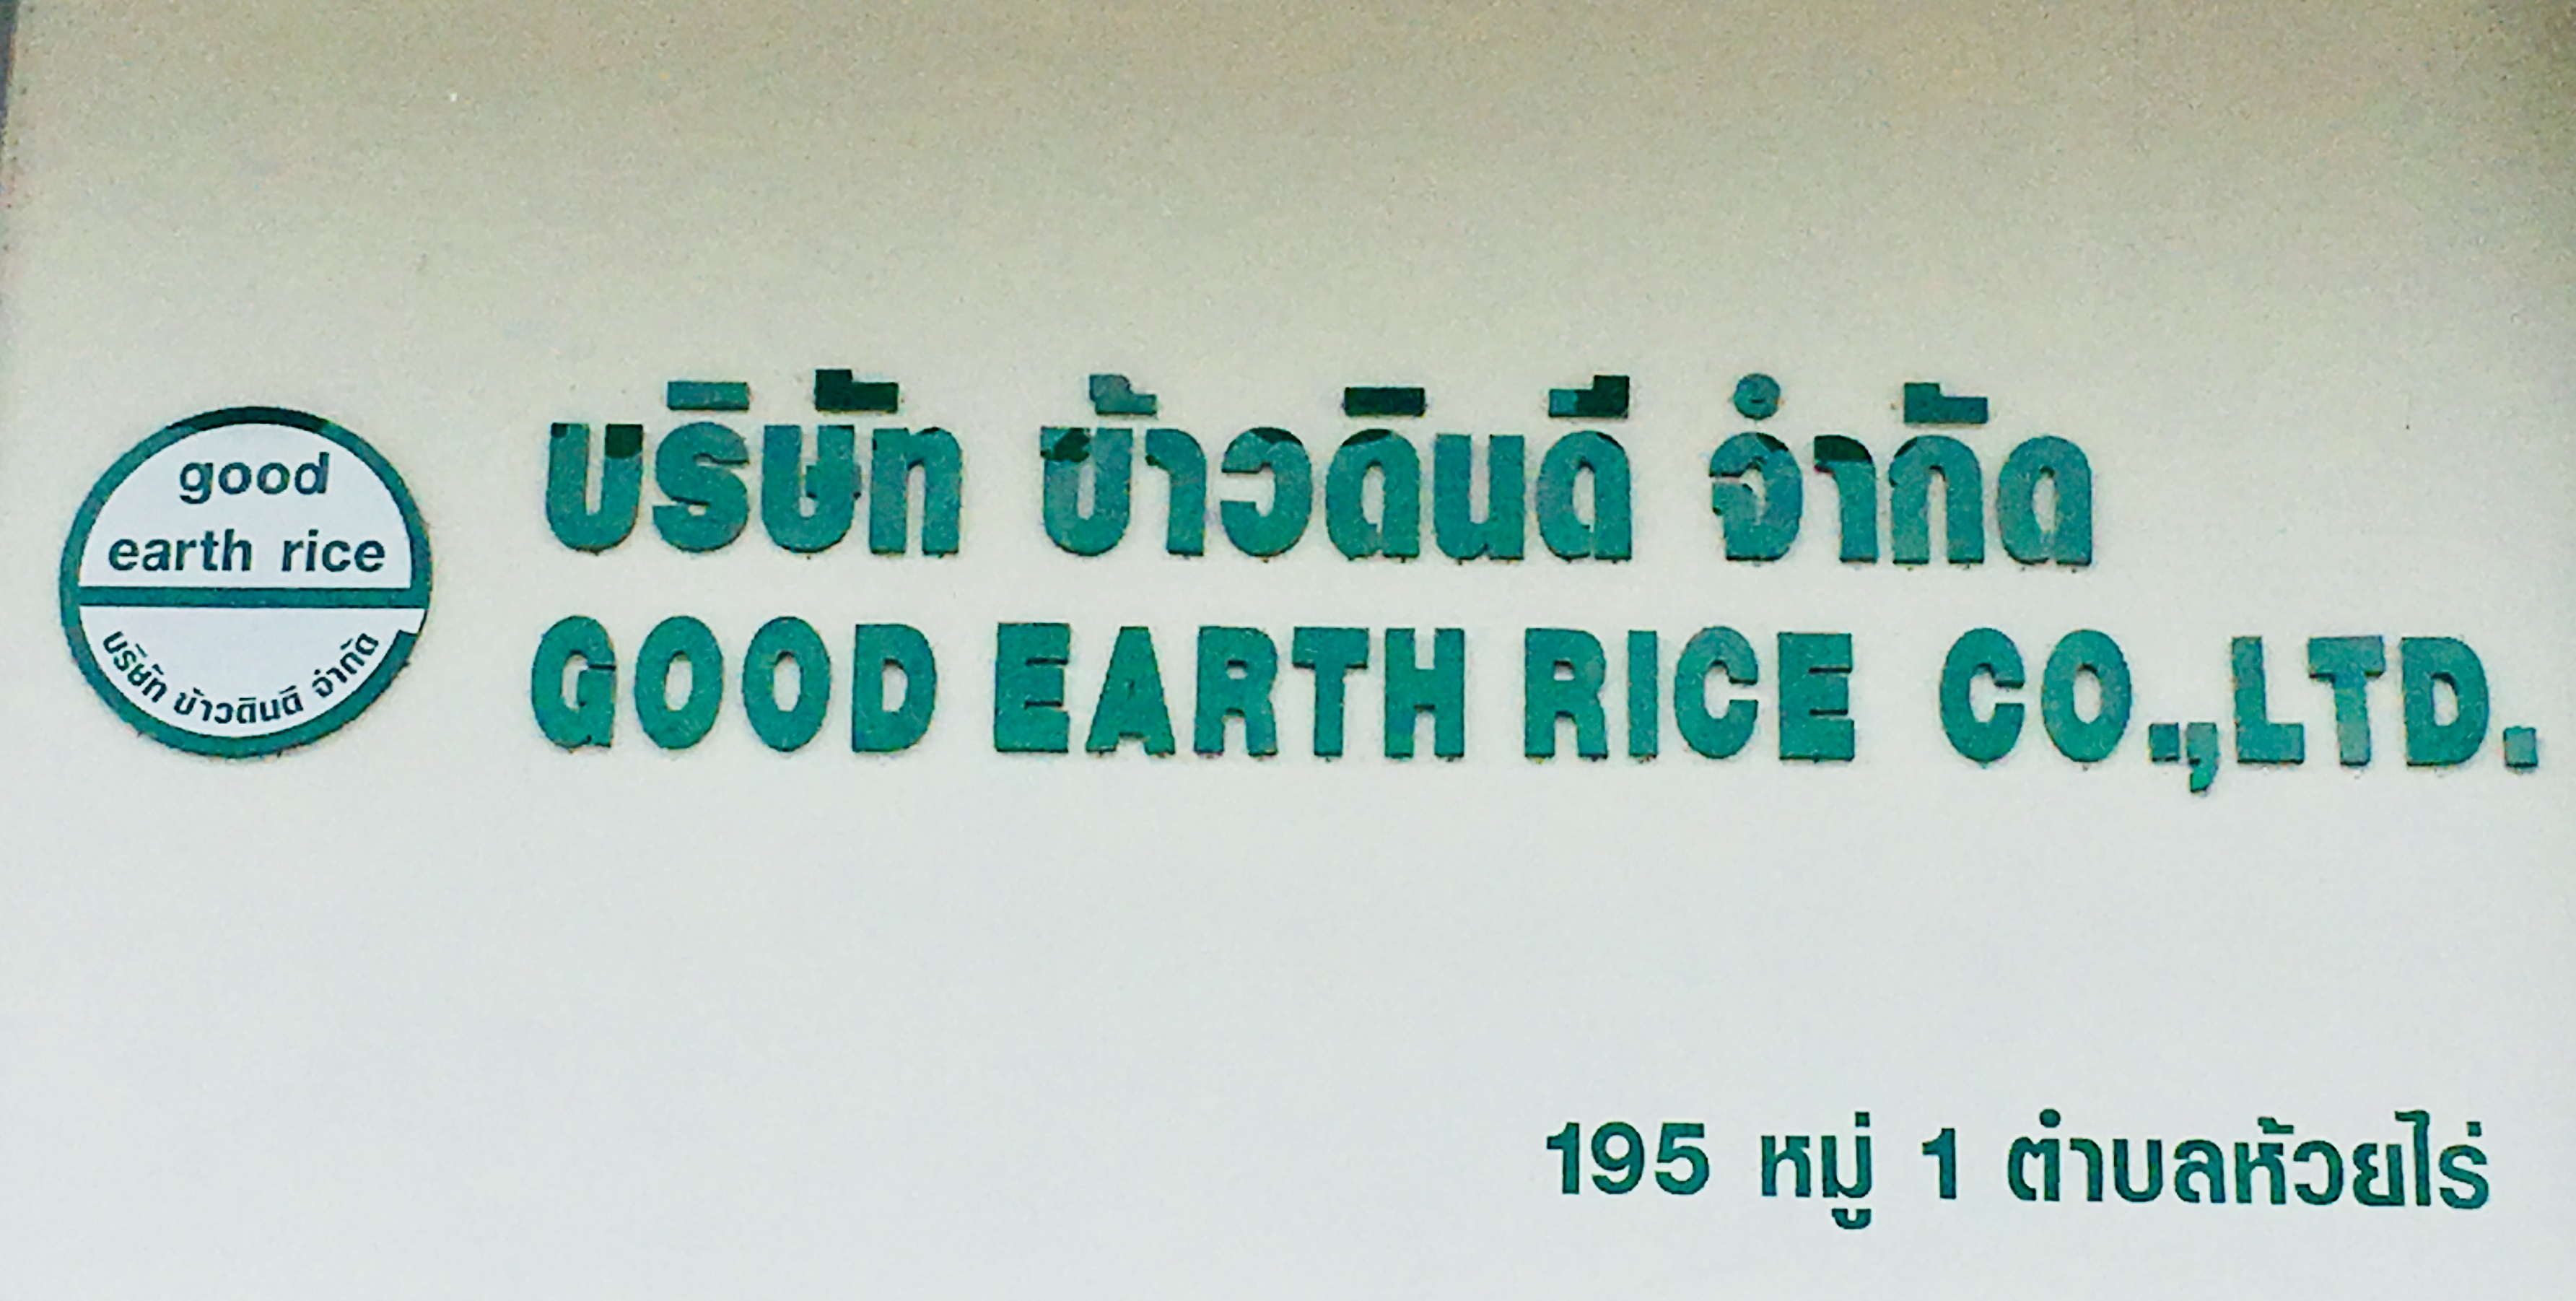 good
earth rice
บริษัท ข้าวดินดี จำกัด
บริษัท ข้าวดินดี จำกัด
GOOD EARTH RICE CO.,LTD.
195 หมู่ 1 ตำบลห้วยไร่